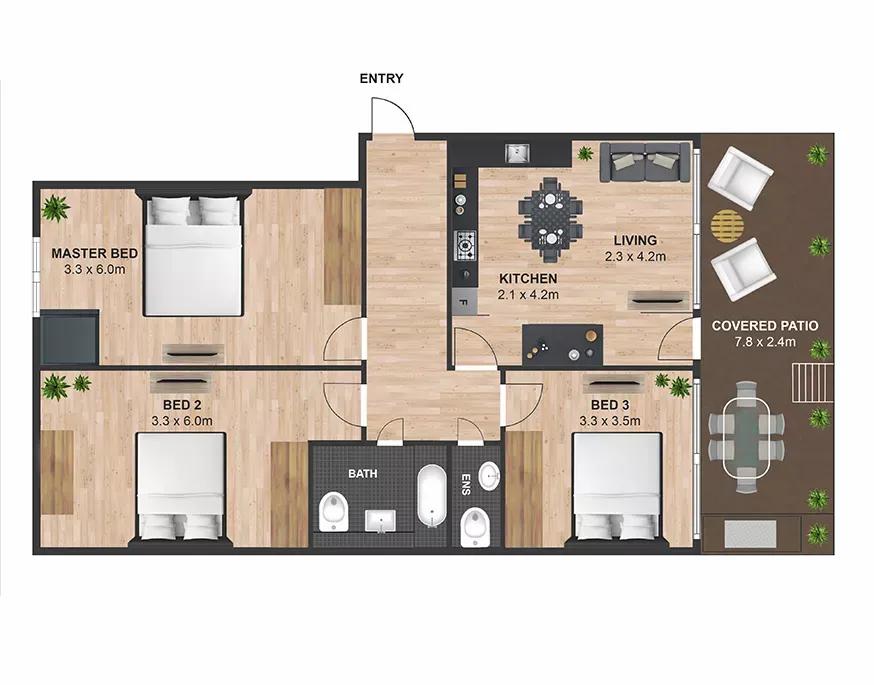 ENTRY
MASTER BED
3.3 x 6.0m
LIVING
2.3 x 4.2m
KITCHEN
2.1 x 4.2m
F
COVERED PATIO
7.8 x 2.4m
BED 2
3.3 x 6.0m
BED 3
3.3 x 3.5m
BATH
ENS